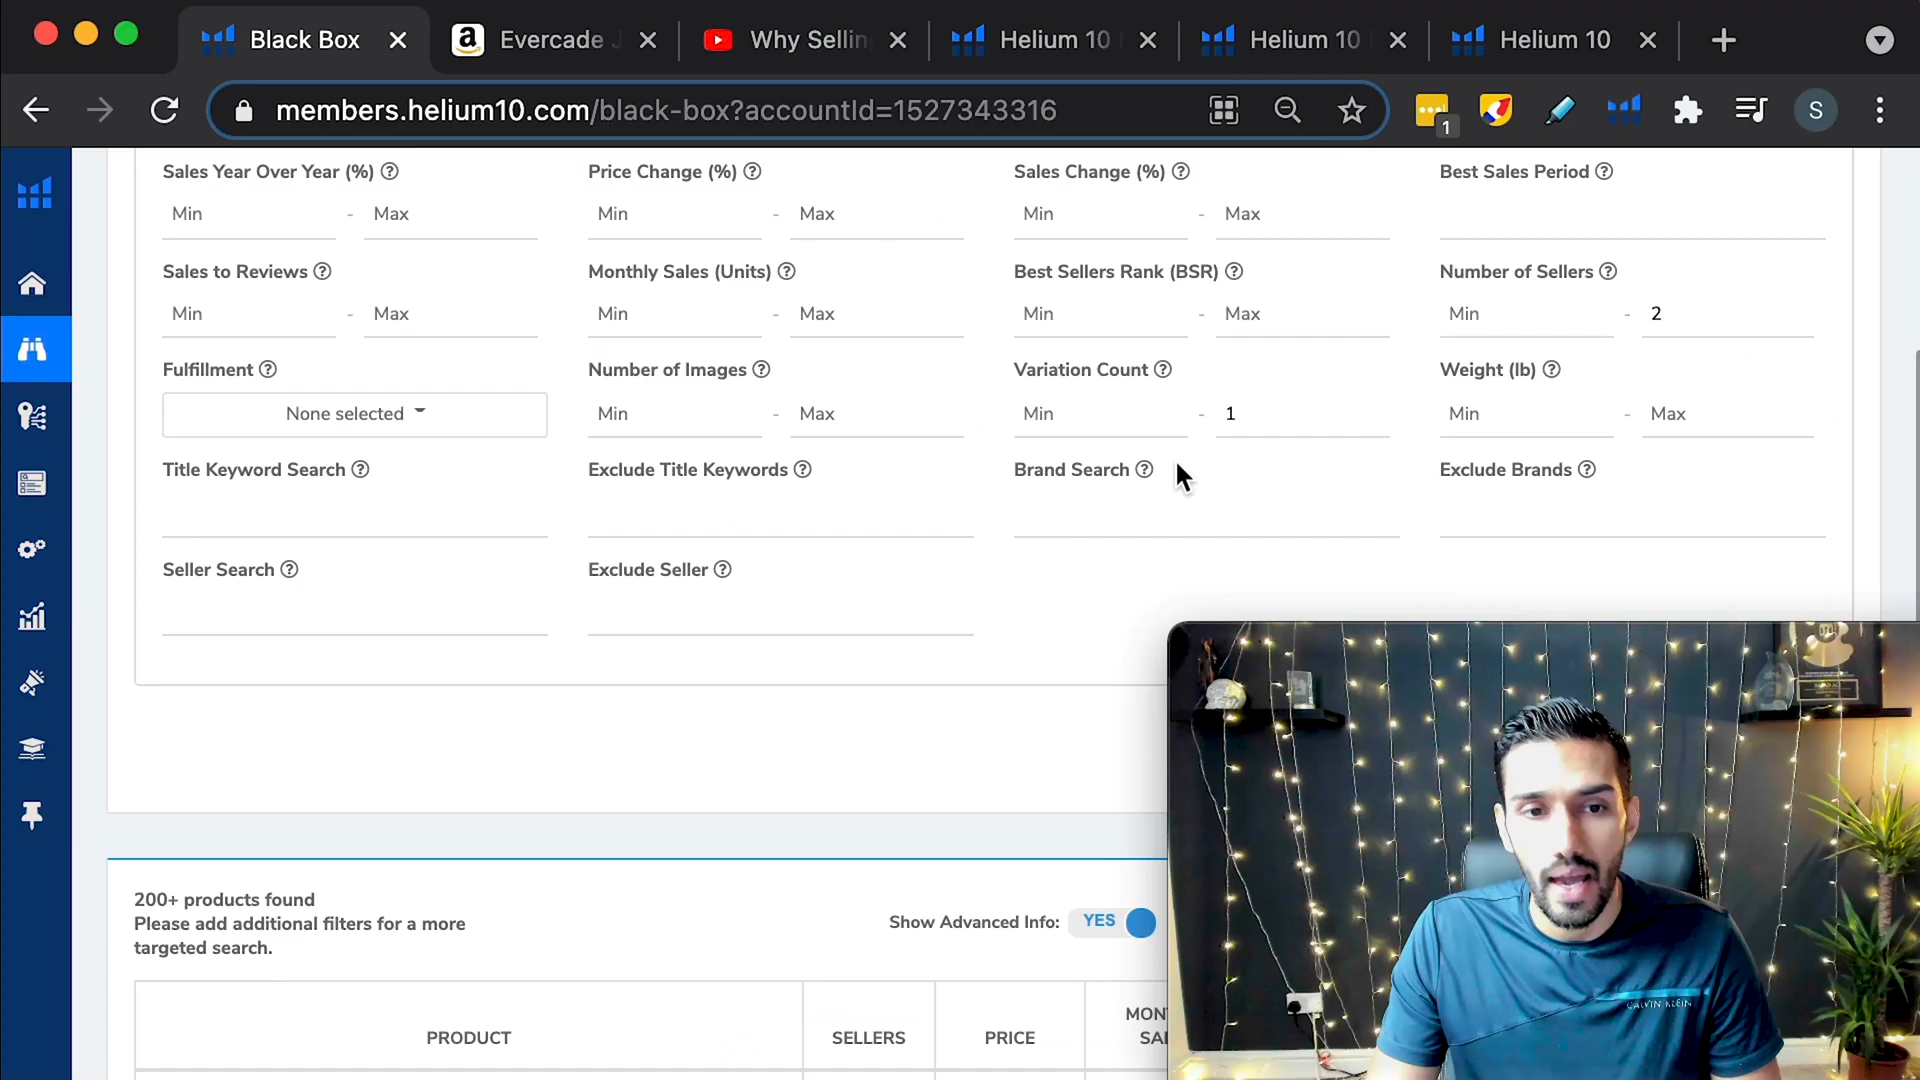 Black Box
Evercade
Why Sellin
Helium 10
Helium 10
Helium 10
members.helium10.com/black-box?accountId=1527343316
1
S
Sales Year Over Year (%)
Price Change (%)
Sales Change (%)
Best Sales Period
Min - Max
Min - Max
Min - Max
Sales to Reviews
Monthly Sales (Units)
Best Sellers Rank (BSR)
Number of Sellers
Min - Max
Min - Max
Min - Max
Min - 2
Fulfillment
Number of Images
Variation Count
Weight (lb)
None selected
Min - Max
Min - 1
Min - Max
Title Keyword Search
Exclude Title Keywords
Brand Search
Exclude Brands
Seller Search
Exclude Seller
200+ products found
Please add additional filters for a more
targeted search.
Show Advanced Info: YES
PRODUCT
SELLERS
PRICE
MON
SA
CALVIN KLEIN